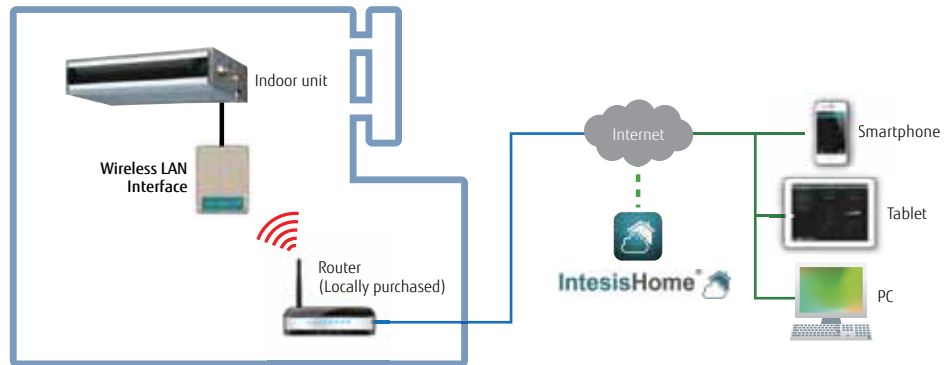 Indoor unit
Wireless LAN
Interface
Router
(Locally purchased)
Internet
IntesisHome®
Smartphone
Tablet
PC